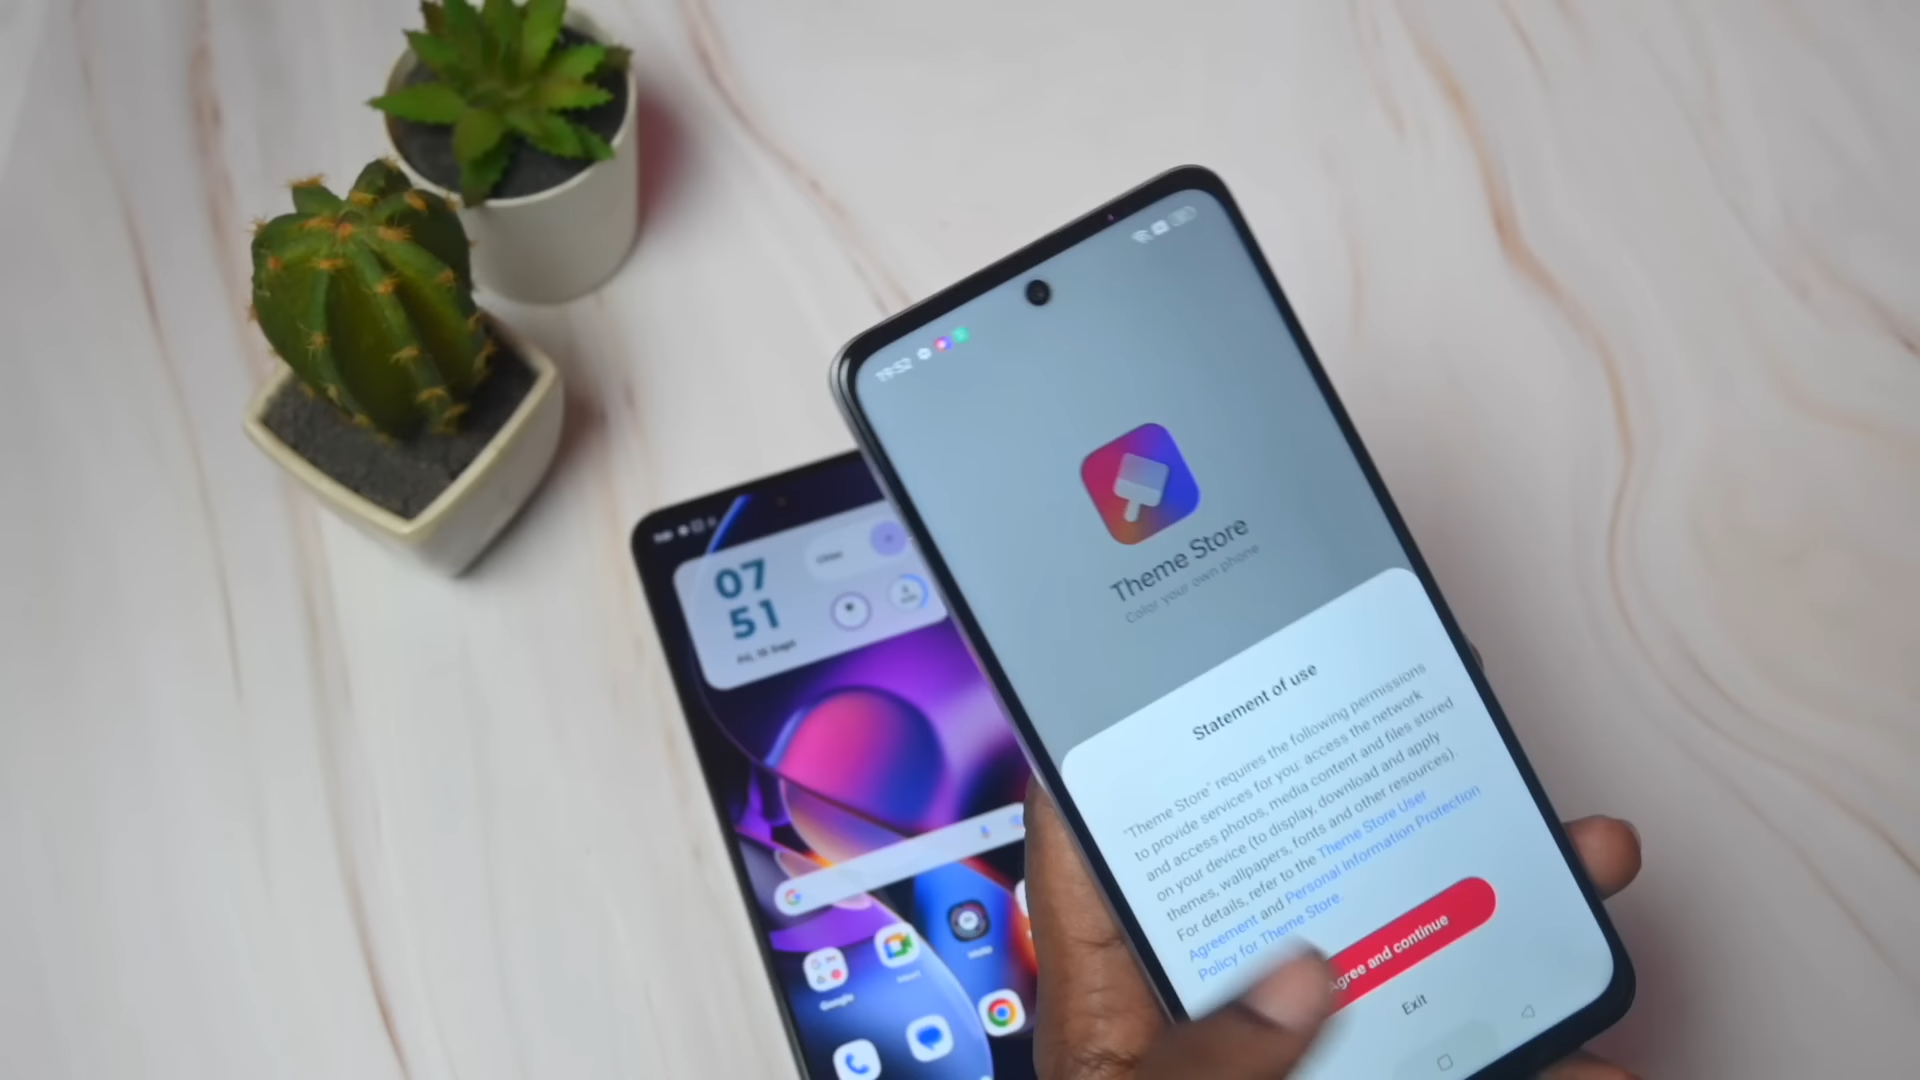 19:52
Theme Store
Color your own phone
Statement of use
"Theme Store" requires the following permissions
to provide services for you: access the network
and access photos, media content and files stored
on your device (to display, download and apply
themes, wallpapers, fonts and other resources).
For details, refer to the Theme Store User
Agreement and Personal Information Protection
Policy for Theme Store.
Agree and continue
Exit
07
51
Google
Meet